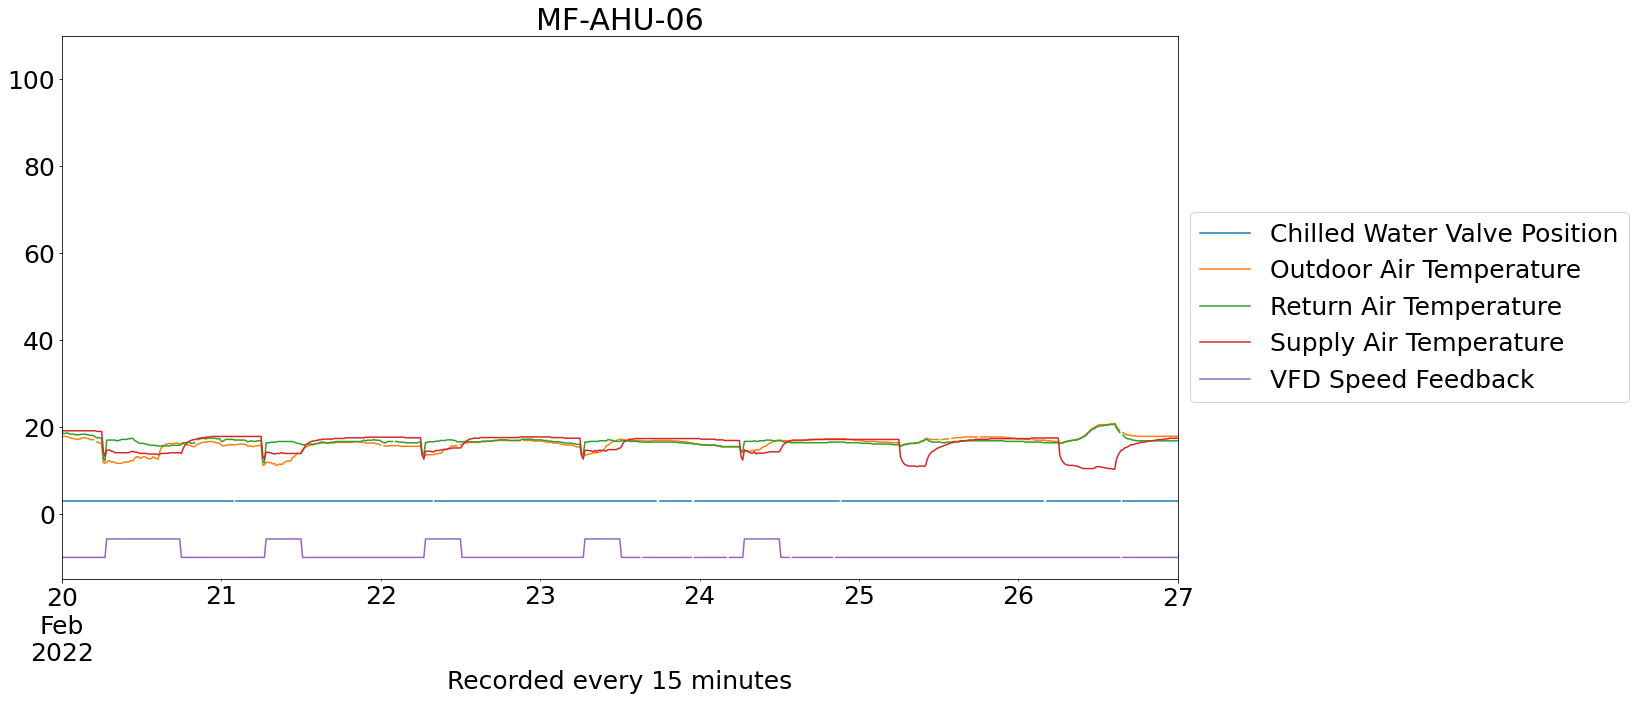 MF-AHU-06
100
80
60
40
20
0
20 21 22 23 24 25 26 27
Feb
2022
Recorded every 15 minutes
Chilled Water Valve Position
Outdoor Air Temperature
Return Air Temperature
Supply Air Temperature
VFD Speed Feedback